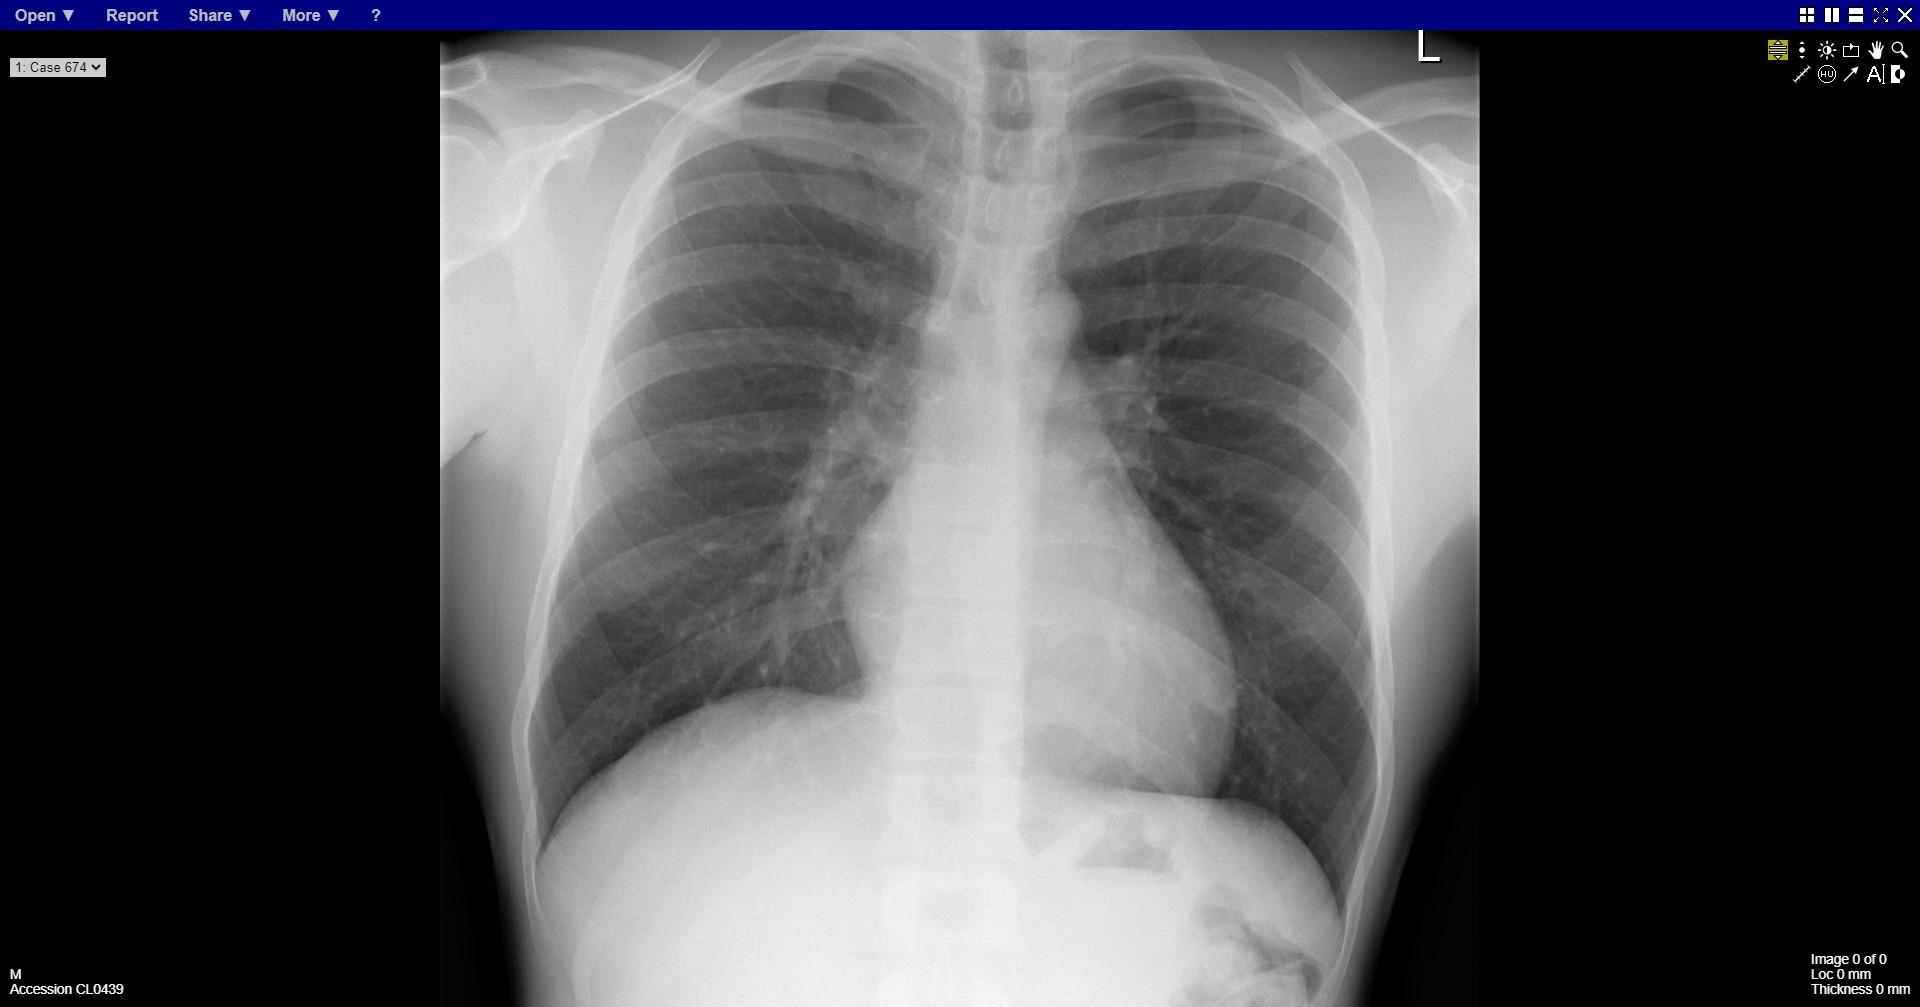 Open ▼ Report Share ▼ More ▼ ?
1: Case 674
L
HU
A
M
Accession CL0439
Image 0 of 0
Loc 0 mm
Thickness 0 mm